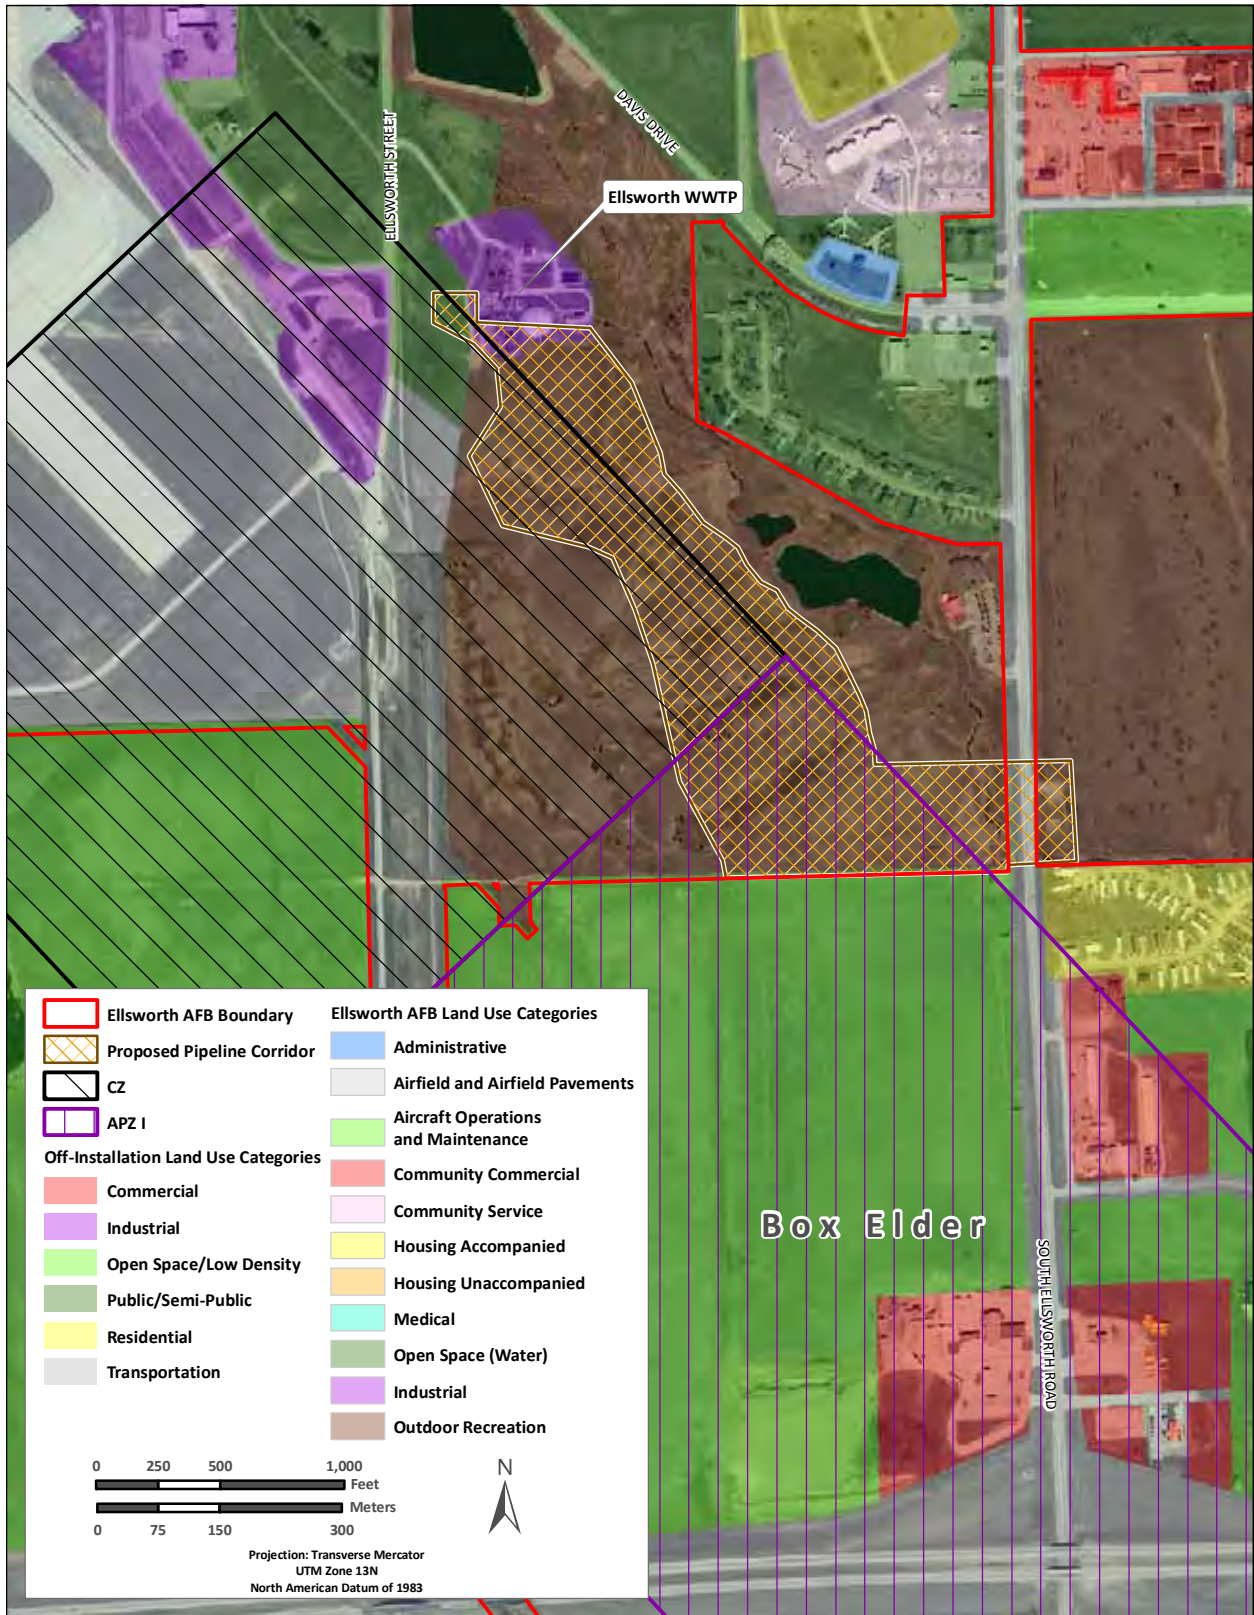 DAVIS DRIVE
ELLSWORTH STREET
Ellsworth WWTP
Box Elder
SOUTH ELLSWORTH ROAD
Ellsworth AFB Boundary
Proposed Pipeline Corridor
CZ
APZ I
Off-Installation Land Use Categories
Commercial
Industrial
Open Space/Low Density
Public/Semi-Public
Residential
Transportation
Ellsworth AFB Land Use Categories
Administrative
Airfield and Airfield Pavements
Aircraft Operations
and Maintenance
Community Commercial
Community Service
Housing Accompanied
Housing Unaccompanied
Medical
Open Space (Water)
Industrial
Outdoor Recreation
0 250 500 1,000
Feet
Meters
0 75 150 300
N
Projection: Transverse Mercator
UTM Zone 13N
North American Datum of 1983